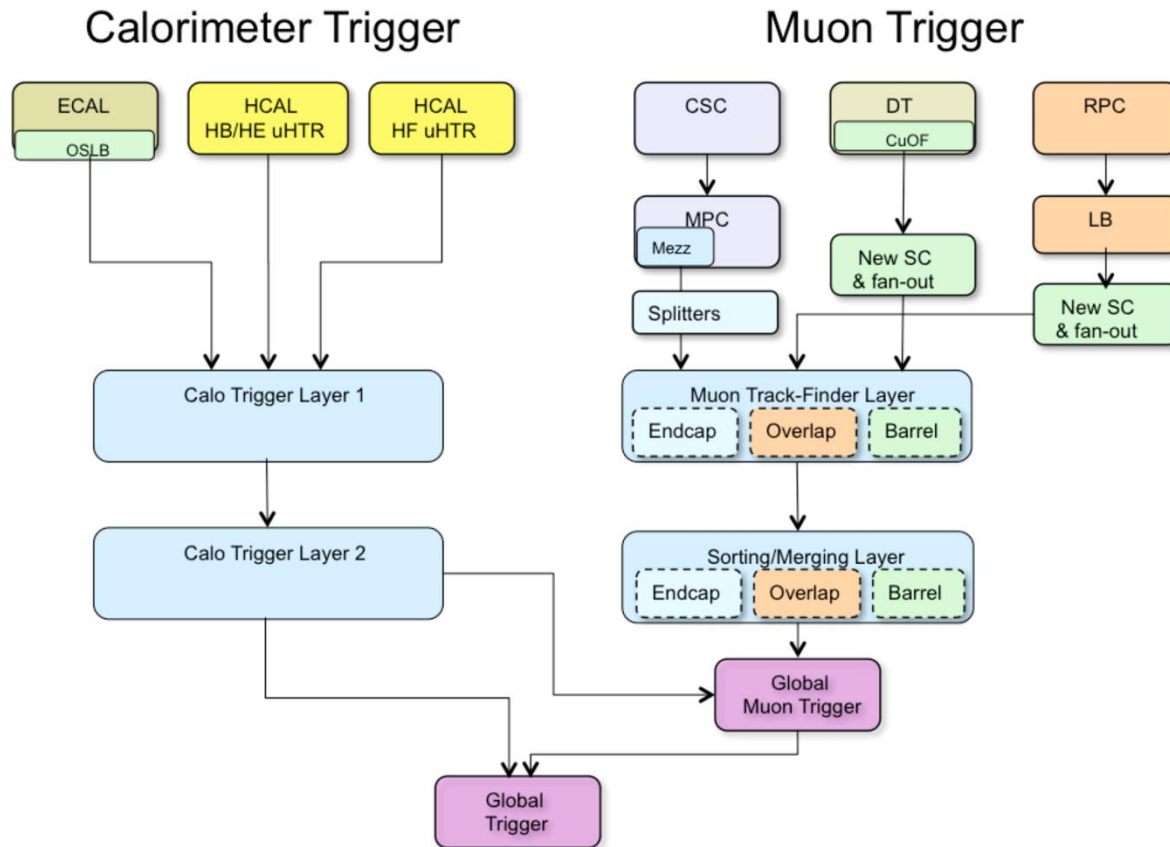 Calorimeter Trigger
Muon Trigger
ECAL
OSLB
HCAL
HB/HE uHTR
HCAL
HF uHTR
CSC
DT
CuOF
RPC
MPC
Mezz
LB
New SC
& fan-out
Splitters
New SC
& fan-out
Calo Trigger Layer 1
Muon Track-Finder Layer
Endcap
Overlap
Barrel
Calo Trigger Layer 2
Sorting/Merging Layer
Endcap
Overlap
Barrel
Global
Muon Trigger
Global
Trigger